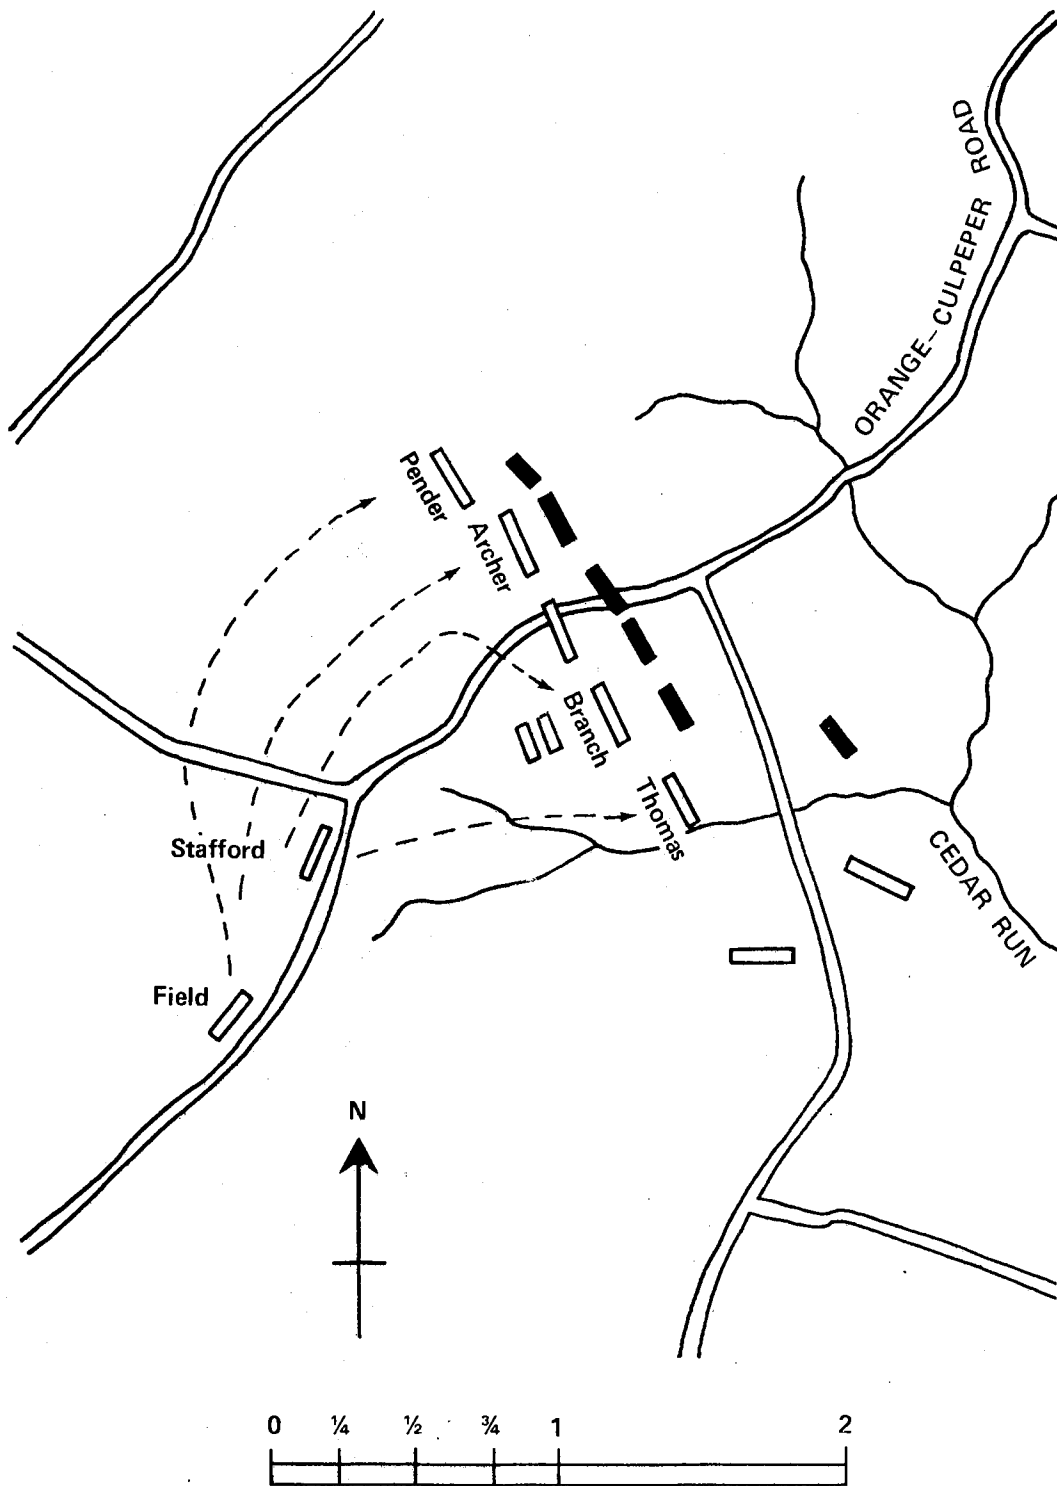 ORANGE–CULPEPER ROAD
Pender
Archer
Branch
Thomas
Stafford
CEDAR RUN
Field
N
0 ¼ ½ ¾ 1 2